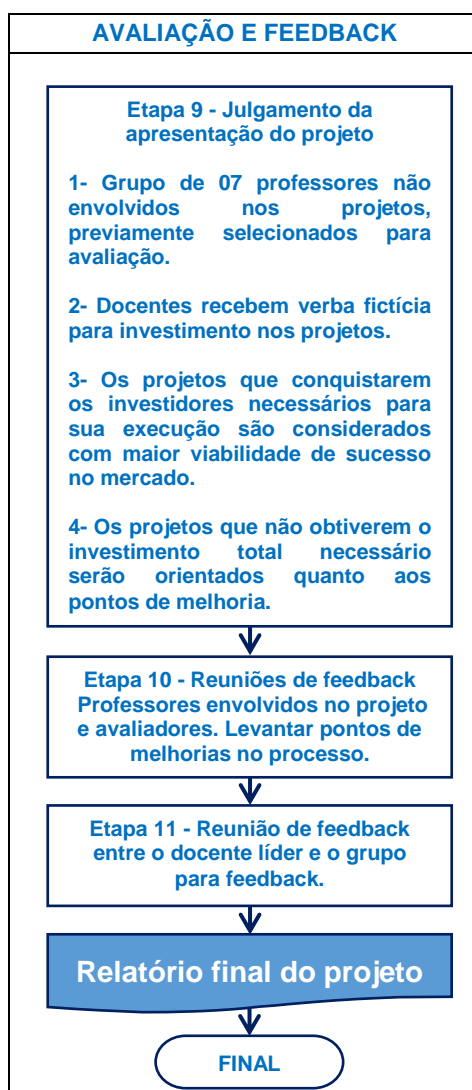 AVALIAÇÃO E FEEDBACK
Etapa 9 - Julgamento da
apresentação do projeto
1- Grupo de 07 professores não
envolvidos nos projetos,
previamente selecionados para
avaliação.
2- Docentes recebem verba fictícia
para investimento nos projetos.
3- Os projetos que conquistarem
os investidores necessários para
sua execução são considerados
com maior viabilidade de sucesso
no mercado.
4- Os projetos que não obtiverem o
investimento total necessário
serão orientados quanto aos
pontos de melhoria.
Etapa 10 - Reuniões de feedback
Professores envolvidos no projeto
e avaliadores. Levantar pontos de
melhorias no processo.
Etapa 11 - Reunião de feedback
entre o docente líder e o grupo
para feedback.
Relatório final do projeto
FINAL